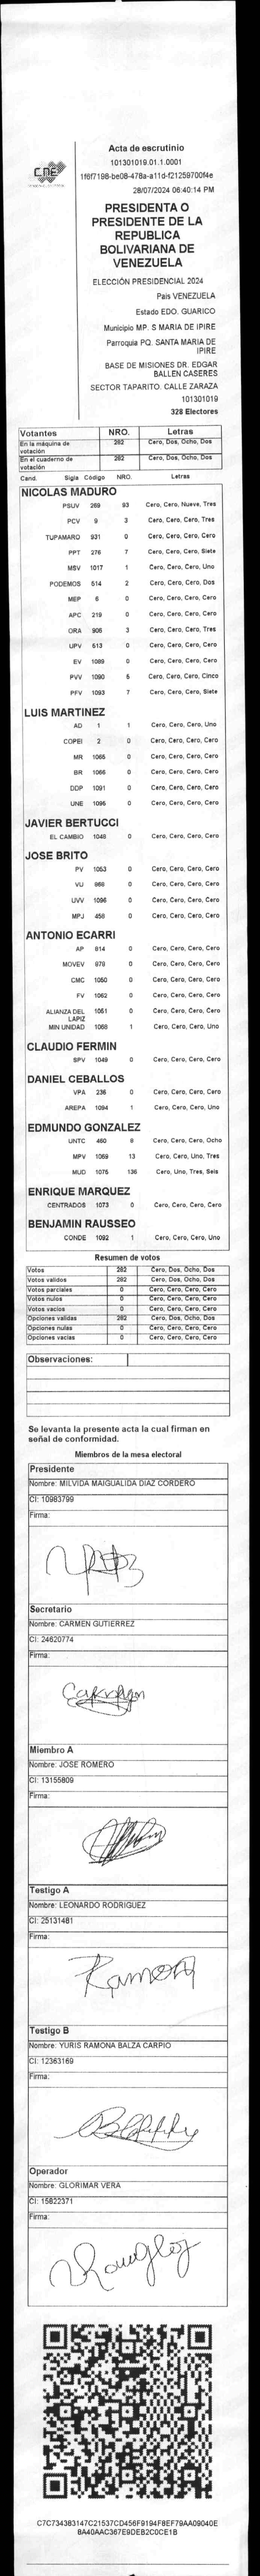 CNE
Acta de escrutinio
101301019.01.1.0001
1f6f7198-be08-478a-a11d-f21259700f4e
28/07/2024 06:40:14 PM
PRESIDENTA O
PRESIDENTE DE LA
REPUBLICA
BOLIVARIANA DE
VENEZUELA
ELECCIÓN PRESIDENCIAL 2024
Pais VENEZUELA
Estado EDO. GUARICO
Municipio MP. S MARIA DE IPIRE
Parroquia PQ. SANTA MARIA DE
IPIRE
BASE DE MISIONES DR. EDGAR
BALLEN CASERES
SECTOR TAPARITO. CALLE ZARAZA
101301019
328 Electores
Votantes NRO. Letras
En la máquina de
votación 282 Cero, Dos, Ocho, Dos
En el cuaderno de
votación 282 Cero, Dos, Ocho, Dos
Cand. Sigla Código NRO. Letras
NICOLAS MADURO
PSUV 269 93 Cero, Cero, Nueve, Tres
PCV 9 3 Cero, Cero, Cero, Tres
TUPAMARO 931 0 Cero, Cero, Cero, Cero
PPT 276 7 Cero, Cero, Cero, Siete
MSV 1017 1 Cero, Cero, Cero, Uno
PODEMOS 514 2 Cero, Cero, Cero, Dos
MEP 6 0 Cero, Cero, Cero, Cero
APC 219 0 Cero, Cero, Cero, Cero
ORA 906 3 Cero, Cero, Cero, Tres
UPV 613 0 Cero, Cero, Cero, Cero
EV 1089 0 Cero, Cero, Cero, Cero
PVV 1090 5 Cero, Cero, Cero, Cinco
PFV 1093 7 Cero, Cero, Cero, Siete
LUIS MARTINEZ
AD 1 1 Cero, Cero, Cero, Uno
COPEI 2 0 Cero, Cero, Cero, Cero
MR 1065 0 Cero, Cero, Cero, Cero
BR 1066 0 Cero, Cero, Cero, Cero
DDP 1091 0 Cero, Cero, Cero, Cero
UNE 1095 0 Cero, Cero, Cero, Cero
JAVIER BERTUCCI
EL CAMBIO 1048 0 Cero, Cero, Cero, Cero
JOSE BRITO
PV 1053 0 Cero, Cero, Cero, Cero
VU 966 0 Cero, Cero, Cero, Cero
UVV 1096 0 Cero, Cero, Cero, Cero
MPJ 458 0 Cero, Cero, Cero, Cero
ANTONIO ECARRI
AP 814 0 Cero, Cero, Cero, Cero
MOVEV 979 0 Cero, Cero, Cero, Cero
CMC 1050 0 Cero, Cero, Cero, Cero
FV 1062 0 Cero, Cero, Cero, Cero
ALIANZA DEL
LAPIZ 1051 0 Cero, Cero, Cero, Cero
MIN UNIDAD 1068 1 Cero, Cero, Cero, Uno
CLAUDIO FERMIN
SPV 1049 0 Cero, Cero, Cero, Cero
DANIEL CEBALLOS
VPA 236 0 Cero, Cero, Cero, Cero
AREPA 1094 1 Cero, Cero, Cero, Uno
EDMUNDO GONZALEZ
UNTC 460 8 Cero, Cero, Cero, Ocho
MPV 1069 13 Cero, Cero, Uno, Tres
MUD 1075 136 Cero, Uno, Tres, Seis
ENRIQUE MARQUEZ
CENTRADOS 1073 0 Cero, Cero, Cero, Cero
BENJAMIN RAUSSEO
CONDE 1092 1 Cero, Cero, Cero, Uno
Resumen de votos
Votos 282 Cero, Dos, Ocho, Dos
Votos validos 282 Cero, Dos, Ocho, Dos
Votos parciales 0 Cero, Cero, Cero, Cero
Votos nulos 0 Cero, Cero, Cero, Cero
Votos vacios 0 Cero, Cero, Cero, Cero
Opciones validas 282 Cero, Dos, Ocho, Dos
Opciones nulas 0 Cero, Cero, Cero, Cero
Opciones vacias 0 Cero, Cero, Cero, Cero
Observaciones:
Se levanta la presente acta la cual firman en
señal de conformidad.
Miembros de la mesa electoral
Presidente
Nombre: MILVIDA MAIGUALIDA DIAZ CORDERO
CI: 10983799
Firma:
Secretario
Nombre: CARMEN GUTIERREZ
CI: 24620774
Firma:
Miembro A
Nombre: JOSE ROMERO
CI: 13155809
Firma:
Testigo A
Nombre: LEONARDO RODRIGUEZ
CI: 25131481
Firma:
Ramon
Testigo B
Nombre: YURIS RAMONA BALZA CARPIO
CI: 12363169
Firma:
Operador
Nombre: GLORIMAR VERA
CI: 15822371
Firma:
C7C734383147C21537CD456F9194F8EF79AA09040E
BA40AAC367E9DEB2C0CE1B